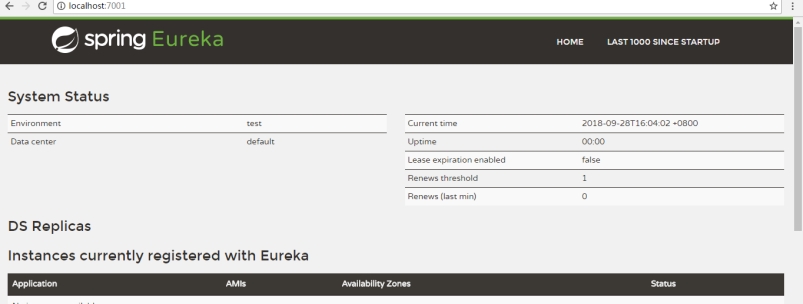 localhost:7001
spring Eureka
HOME LAST 1000 SINCE STARTUP
System Status
Environment test
Data center default
Current time 2018-09-28T16:04:02 +0800
Uptime 00:00
Lease expiration enabled false
Renews threshold 1
Renews (last min) 0
DS Replicas
Instances currently registered with Eureka
Application AMIs Availability Zones Status